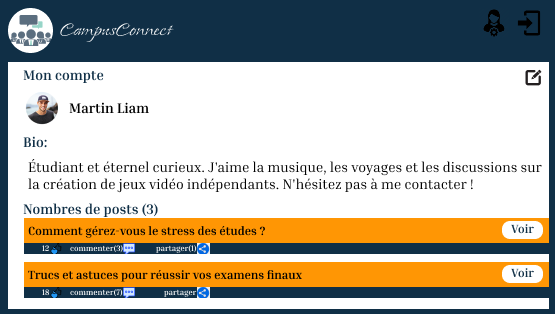 CampusConnect
Mon compte
Martin Liam
Bio:
Étudiant et éternel curieux. J'aime la musique, les voyages et les discussions sur
la création de jeux vidéo indépendants. N'hésitez pas à me contacter !
Nombres de posts (3)
Comment gérez-vous le stress des études ? Voir
12 commenter(3) partager(1)
Trucs et astuces pour réussir vos examens finaux Voir
18 commenter(7) partager